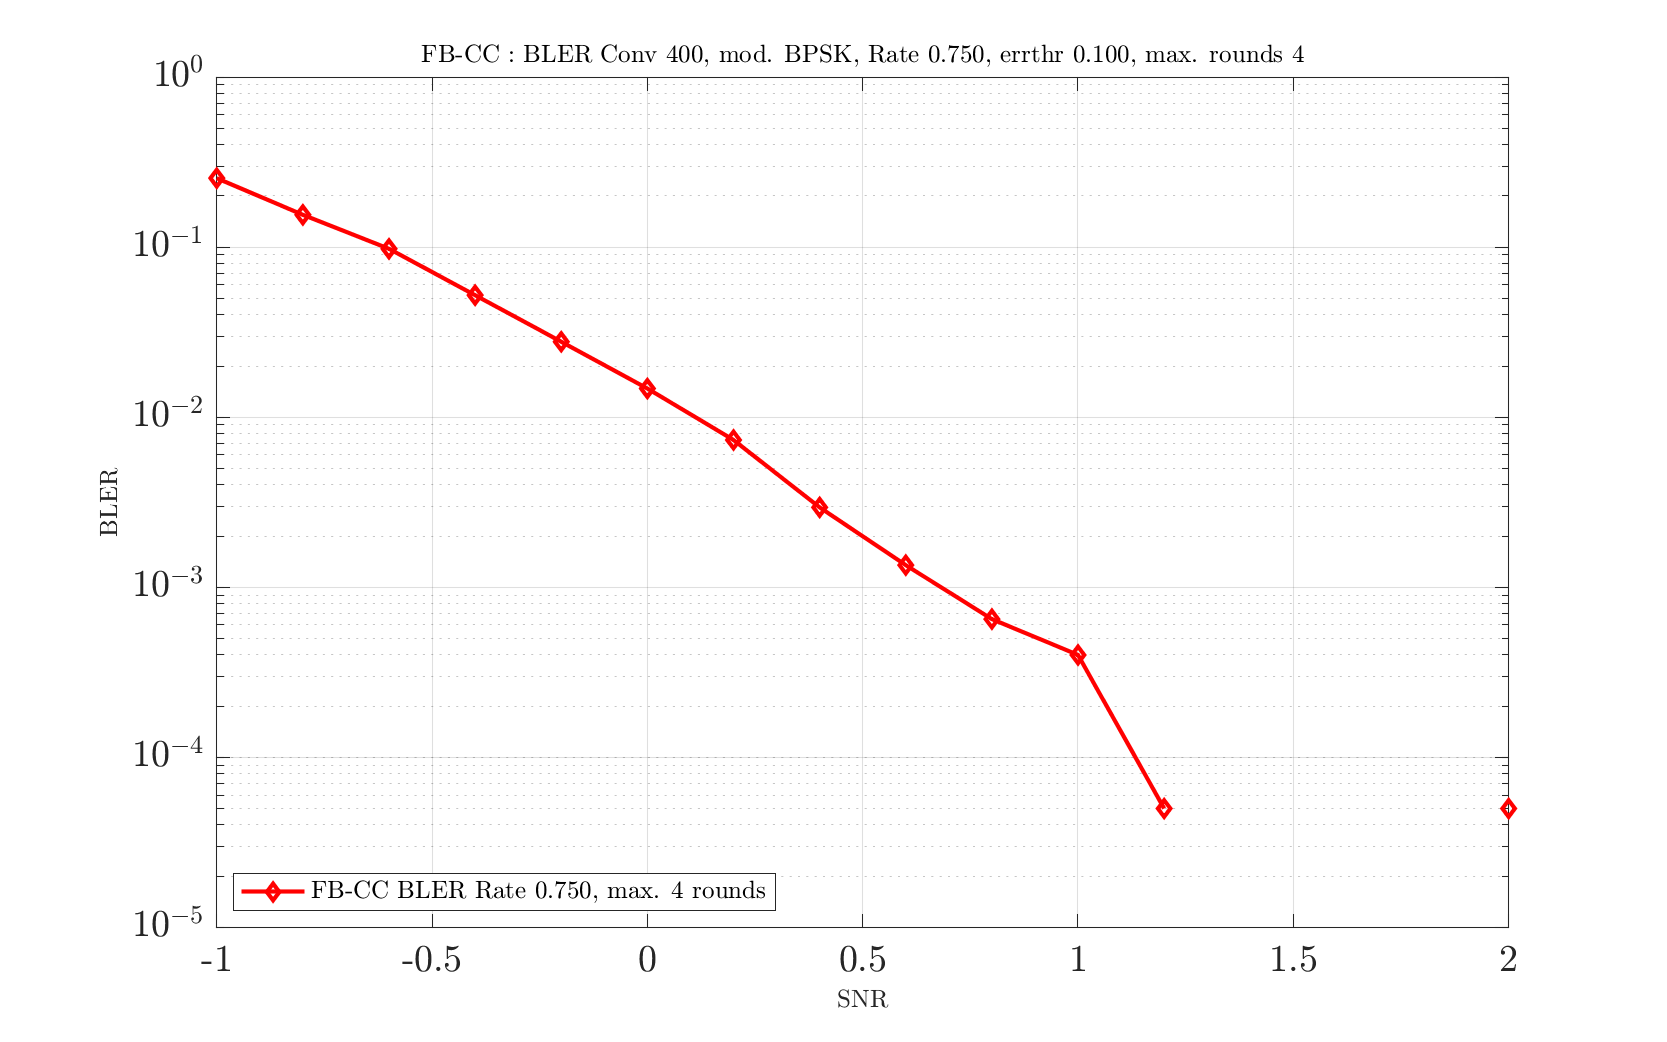 FB-CC : BLER Conv 400, mod. BPSK, Rate 0.750, errthr 0.100, max. rounds 4
10^0
10^{-1}
10^{-2}
10^{-3}
10^{-4}
10^{-5}
BLER
FB-CC BLER Rate 0.750, max. 4 rounds
-1 -0.5 0 0.5 1 1.5 2
SNR